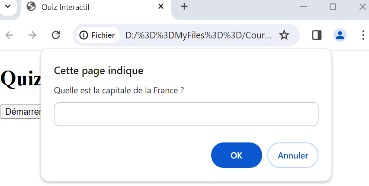 Quiz Interactif
Fichier D:/%3D%3DMyFiles%3D%3D/Cour...
Quiz
Démarrer
Cette page indique
Quelle est la capitale de la France ?
OK Annuler